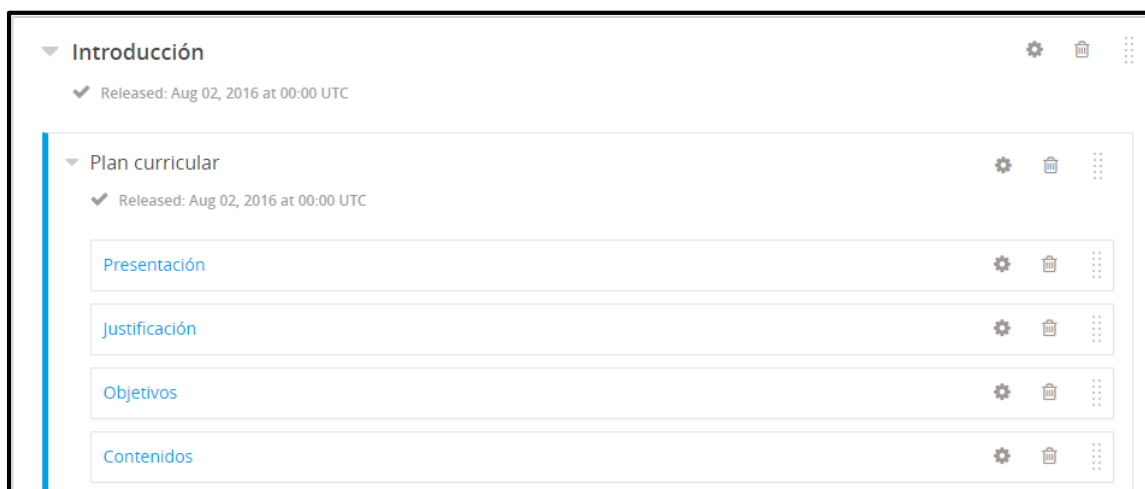 Introducción
Released: Aug 02, 2016 at 00:00 UTC
Plan curricular
Released: Aug 02, 2016 at 00:00 UTC
Presentación
Justificación
Objetivos
Contenidos